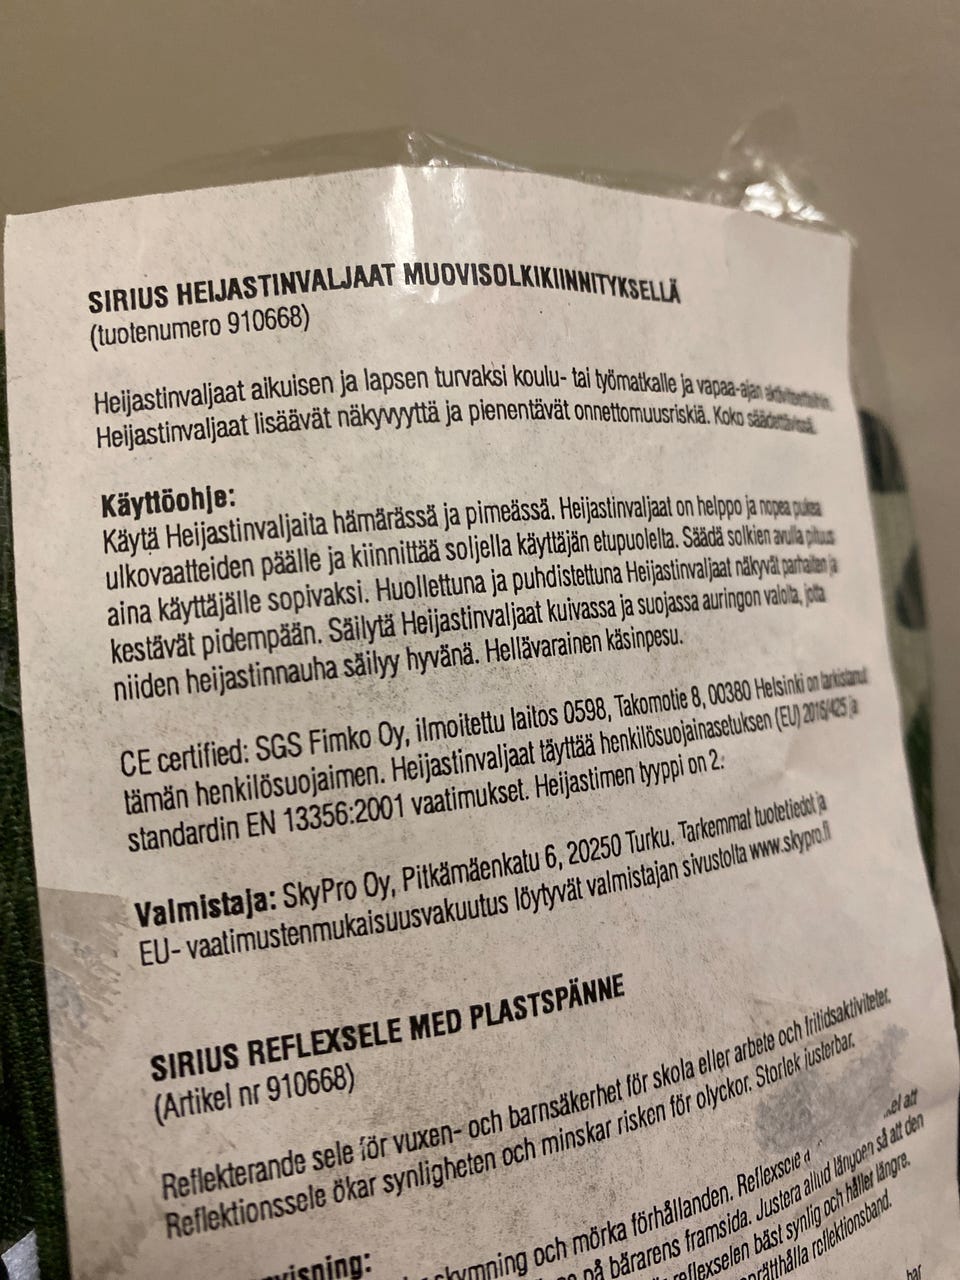 SIRIUS HEIJASTINVALJAAT MUOVISOLKIKIINNITYKSELLÄ
(tuotenumero 910668)
Heijastinvaljaat aikuisen ja lapsen turvaksi koulu- tai työmatkalle ja vapaa-ajan aktiviteetteihin.
Heijastinvaljaat lisäävät näkyvyyttä ja pienentävät onnettomuusriskiä. Koko säädettävissä.
Käyttöohje:
Käytä Heijastinvaljaita hämärässä ja pimeässä. Heijastinvaljaat on helppo ja nopea pukea
ulkovaatteiden päälle ja kiinnittää soljella käyttäjän etupuolelta. Säädä solkien avulla pituus
aina käyttäjälle sopivaksi. Huollettuna ja puhdistettuna Heijastinvaljaat näkyvät parhaiten ja
kestävät pidempään. Säilytä Heijastinvaljaat kuivassa ja suojassa auringon valolta, jotta
niiden heijastinnauha säilyy hyvänä. Hellävarainen käsinpesu.
CE certified: SGS Fimko Oy, ilmoitettu laitos 0598, Takomotie 8, 00380 Helsinki on tarkistanut
tämän henkilösuojaimen. Heijastinvaljaat täyttää henkilösuojainasetuksen (EU) 2016/425 ja
standardin EN 13356:2001 vaatimukset. Heijastimen tyyppi on 2.
Valmistaja: SkyPro Oy, Pitkämäenkatu 6, 20250 Turku. Tarkemmat tuotetiedot ja
EU- vaatimustenmukaisuusvakuutus löytyvät valmistajan sivustolta www.skypro.fi
SIRIUS REFLEXSELE MED PLASTSPÄNNE
(Artikel nr 910668)
Reflekterande sele för vuxen- och barnsäkerhet för skola eller arbete och fritidsaktiviteter.
Reflektionssele ökar synligheten och minskar risken för olyckor. Storlek justerbar.
och mörka förhållanden. att
på bärarens framsida. Justera alltid längden så att den
bäst synlig och håller längre.
reflektionsband.